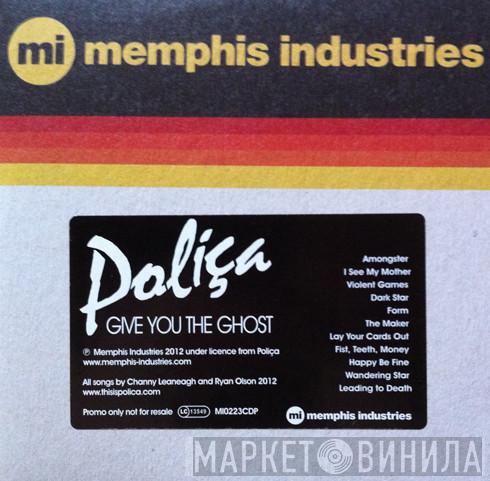 mi memphis industries
Poliça
GIVE YOU THE GHOST
℗ Memphis Industries 2012 under licence from Poliça
www.memphis-industries.com
All songs by Channy Leaneagh and Ryan Olson 2012
www.thisispolica.com
Promo only not for resale LC 13549 MI0223CDP
Amongster
I See My Mother
Violent Games
Dark Star
Form
The Maker
Lay Your Cards Out
Fist, Teeth, Money
Happy Be Fine
Wandering Star
Leading to Death
mi memphis industries
МАРКЕТ ВИНИЛА